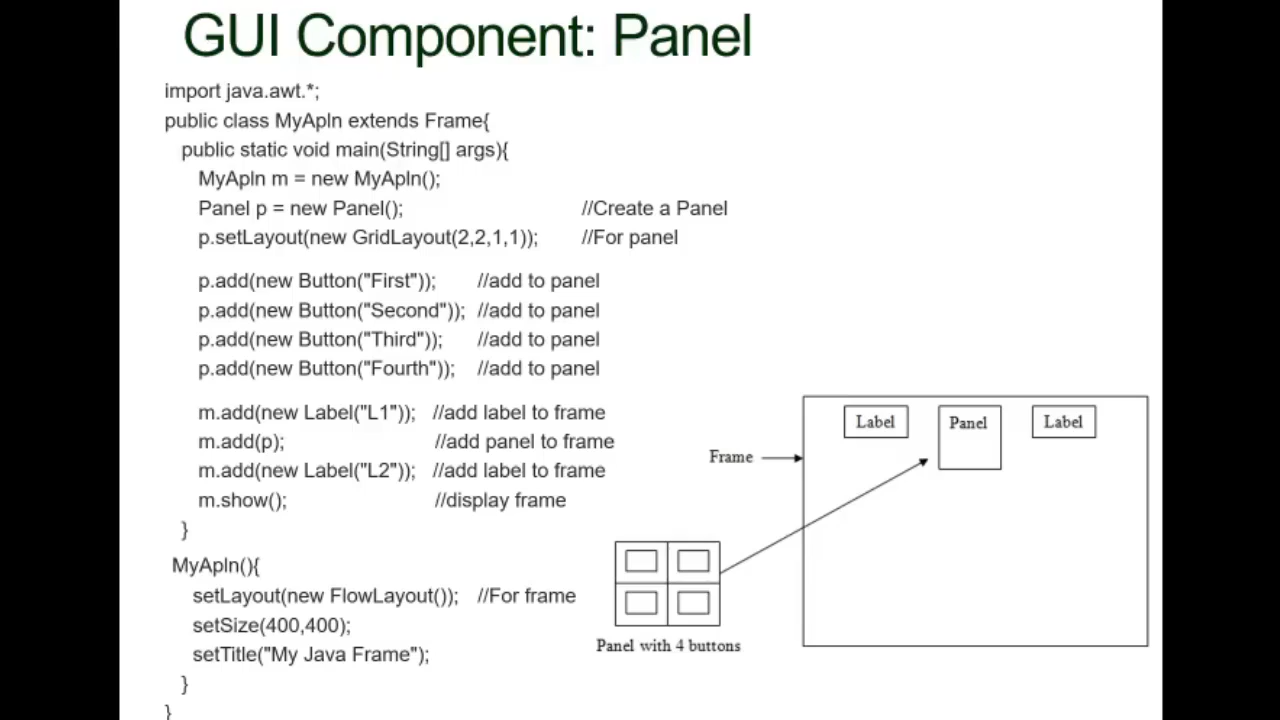 GUI Component: Panel
import java.awt.*;
public class MyApln extends Frame{
public static void main(String[] args){
MyApln m = new MyApln();
Panel p = new Panel(); //Create a Panel
p.setLayout(new GridLayout(2,2,1,1)); //For panel
p.add(new Button("First")); //add to panel
p.add(new Button("Second")); //add to panel
p.add(new Button("Third")); //add to panel
p.add(new Button("Fourth")); //add to panel
m.add(new Label("L1")); //add label to frame
m.add(p); //add panel to frame
m.add(new Label("L2")); //add label to frame
m.show(); //display frame
}
MyApln(){
setLayout(new FlowLayout()); //For frame
setSize(400,400);
setTitle("My Java Frame");
}
}
Label Panel Label
Frame
Panel with 4 buttons